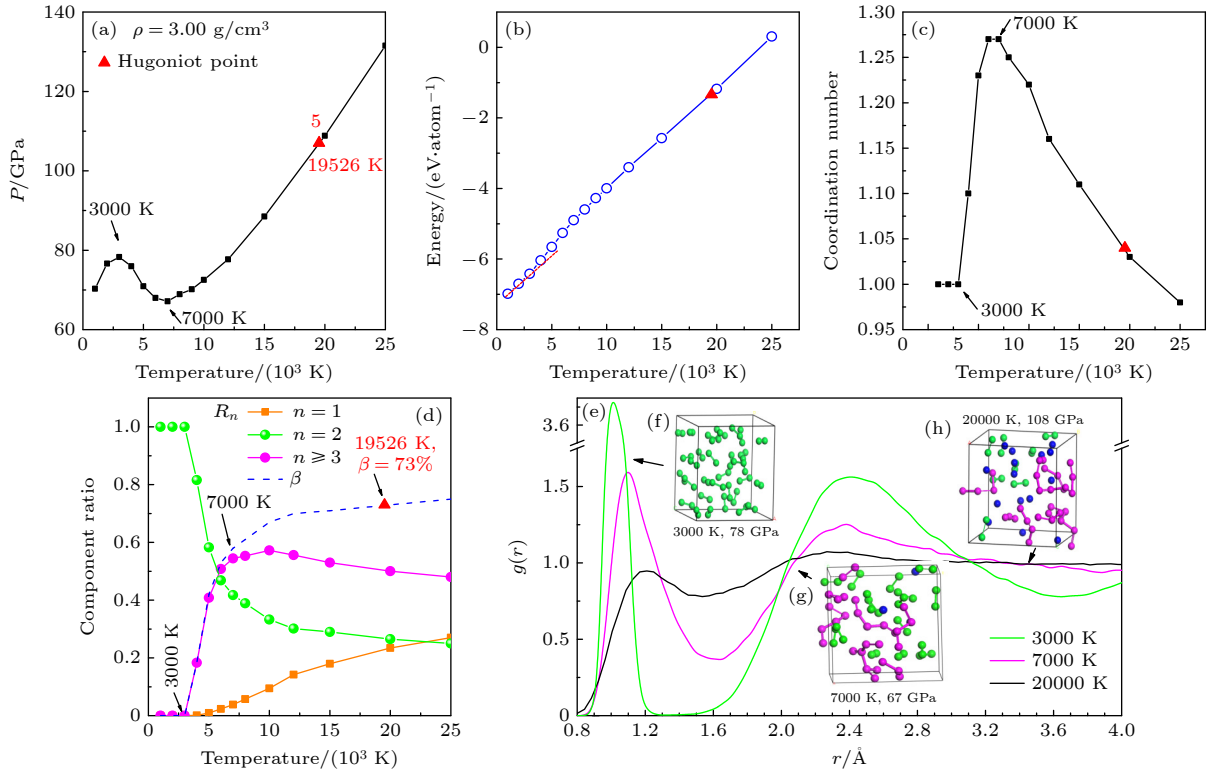 (a)
ρ = 3.00 g/cm³
Hugoniot point
5
19526 K
3000 K
7000 K
P/GPa
140
120
100
80
60
0 5 10 15 20 25
Temperature/(10³ K)
(b)
Energy/(eV·atom⁻¹)
0
−2
−4
−6
−8
0 5 10 15 20 25
Temperature/(10³ K)
(c)
7000 K
3000 K
Coordination number
1.30
1.25
1.20
1.15
1.10
1.05
1.00
0.95
0 5 10 15 20 25
Temperature/(10³ K)
(d)
Rₙ
n = 1
n = 2
n ⩾ 3
β
19526 K,
β = 73%
7000 K
3000 K
Component ratio
1.0
0.8
0.6
0.4
0.2
0
0 5 10 15 20 25
Temperature/(10³ K)
(e)
(f)
3000 K, 78 GPa
(g)
7000 K, 67 GPa
(h)
20000 K, 108 GPa
3000 K
7000 K
20000 K
g(r)
3.6
1.5
1.0
0.5
0
0.8 1.2 1.6 2.0 2.4 2.8 3.2 3.6 4.0
r/Å